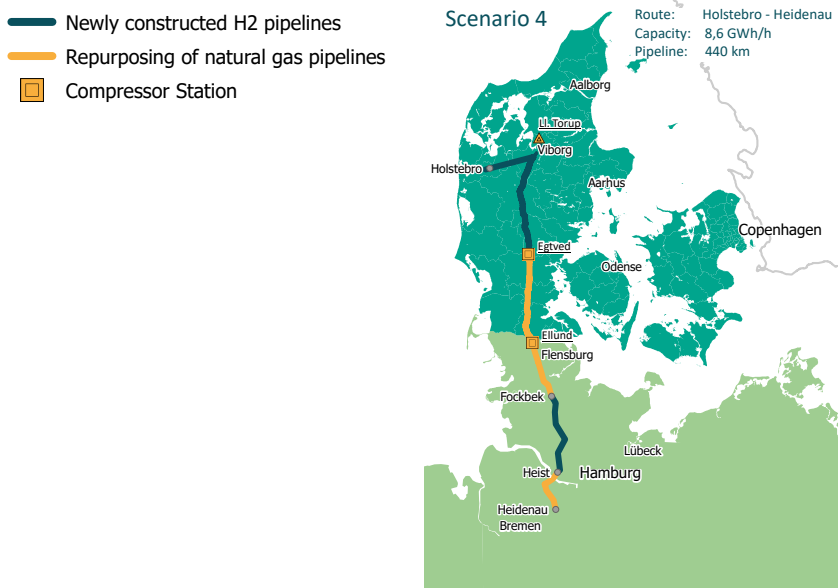 Newly constructed H2 pipelines
Repurposing of natural gas pipelines
Compressor Station
Scenario 4
Route: Holstebro - Heidenau
Capacity: 8,6 GWh/h
Pipeline: 440 km
Aalborg
Ll. Torup
Viborg
Holstebro
Aarhus
Copenhagen
Egtved
Odense
Ellund
Flensburg
Fockbek
Lübeck
Heist
Hamburg
Heidenau
Bremen